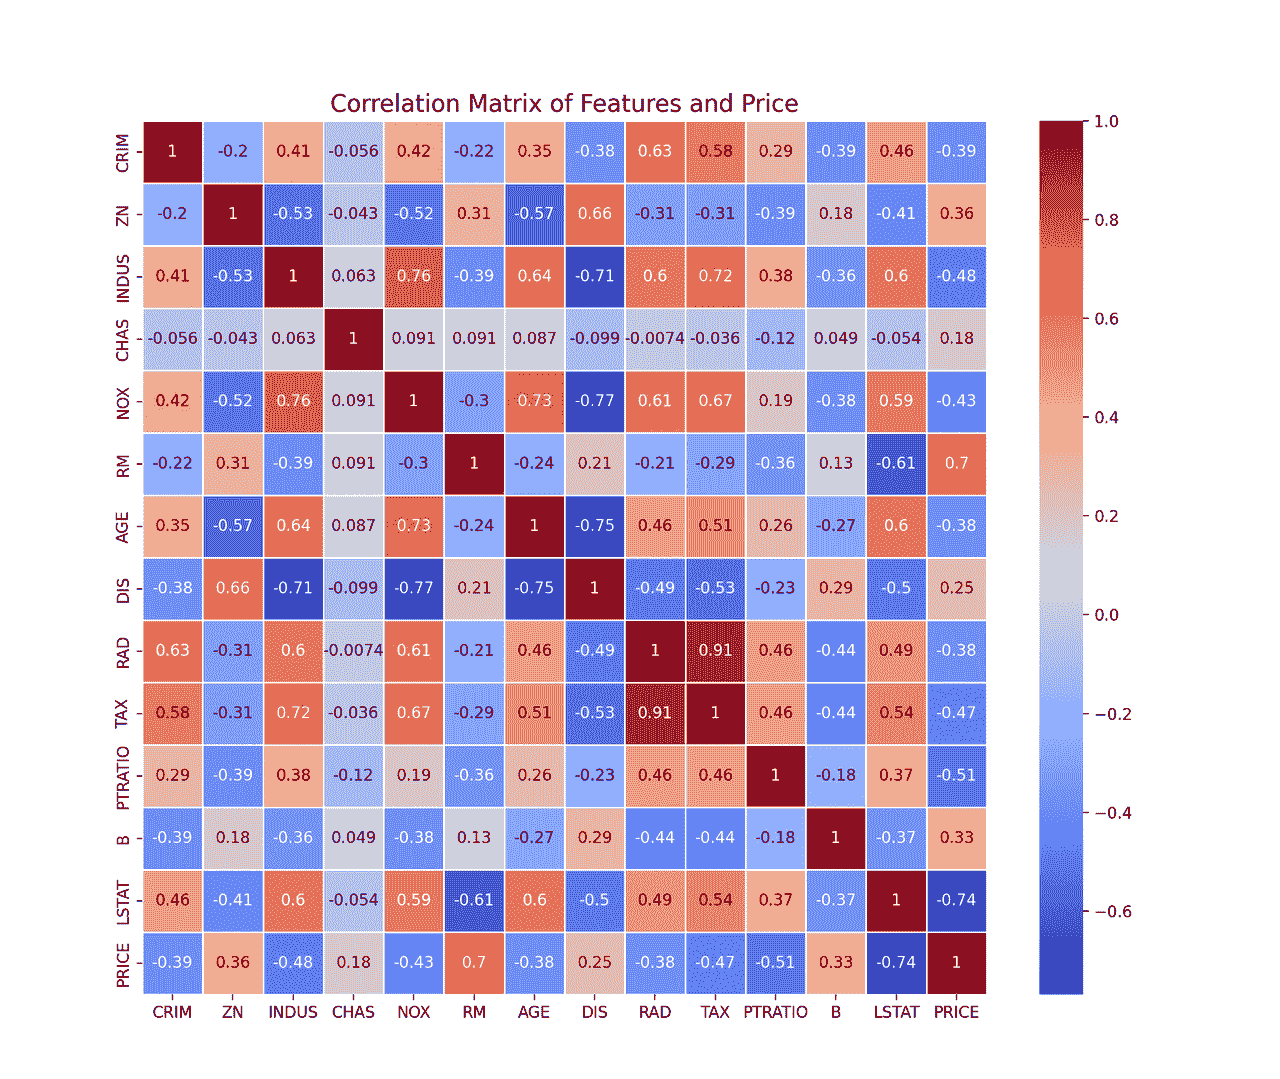 Correlation Matrix of Features and Price
CRIM 1 -0.2 0.41 -0.056 0.42 -0.22 0.35 -0.38 0.63 0.58 0.29 -0.39 0.46 -0.39
ZN -0.2 1 -0.53 -0.043 -0.52 0.31 -0.57 0.66 -0.31 -0.31 -0.39 0.18 -0.41 0.36
INDUS 0.41 -0.53 1 0.063 0.76 -0.39 0.64 -0.71 0.6 0.72 0.38 -0.36 0.6 -0.48
CHAS -0.056 -0.043 0.063 1 0.091 0.091 0.087 -0.099 -0.0074 -0.036 -0.12 0.049 -0.054 0.18
NOX 0.42 -0.52 0.76 0.091 1 -0.3 0.73 -0.77 0.61 0.67 0.19 -0.38 0.59 -0.43
RM -0.22 0.31 -0.39 0.091 -0.3 1 -0.24 0.21 -0.21 -0.29 -0.36 0.13 -0.61 0.7
AGE 0.35 -0.57 0.64 0.087 0.73 -0.24 1 -0.75 0.46 0.51 0.26 -0.27 0.6 -0.38
DIS -0.38 0.66 -0.71 -0.099 -0.77 0.21 -0.75 1 -0.49 -0.53 -0.23 0.29 -0.5 0.25
RAD 0.63 -0.31 0.6 -0.0074 0.61 -0.21 0.46 -0.49 1 0.91 0.46 -0.44 0.49 -0.38
TAX 0.58 -0.31 0.72 -0.036 0.67 -0.29 0.51 -0.53 0.91 1 0.46 -0.44 0.54 -0.47
PTRATIO 0.29 -0.39 0.38 -0.12 0.19 -0.36 0.26 -0.23 0.46 0.46 1 -0.18 0.37 -0.51
B -0.39 0.18 -0.36 0.049 -0.38 0.13 -0.27 0.29 -0.44 -0.44 -0.18 1 -0.37 0.33
LSTAT 0.46 -0.41 0.6 -0.054 0.59 -0.61 0.6 -0.5 0.49 0.54 0.37 -0.37 1 -0.74
PRICE -0.39 0.36 -0.48 0.18 -0.43 0.7 -0.38 0.25 -0.38 -0.47 -0.51 0.33 -0.74 1
CRIM ZN INDUS CHAS NOX RM AGE DIS RAD TAX PTRATIO B LSTAT PRICE
1.0
0.8
0.6
0.4
0.2
0.0
−0.2
−0.4
−0.6